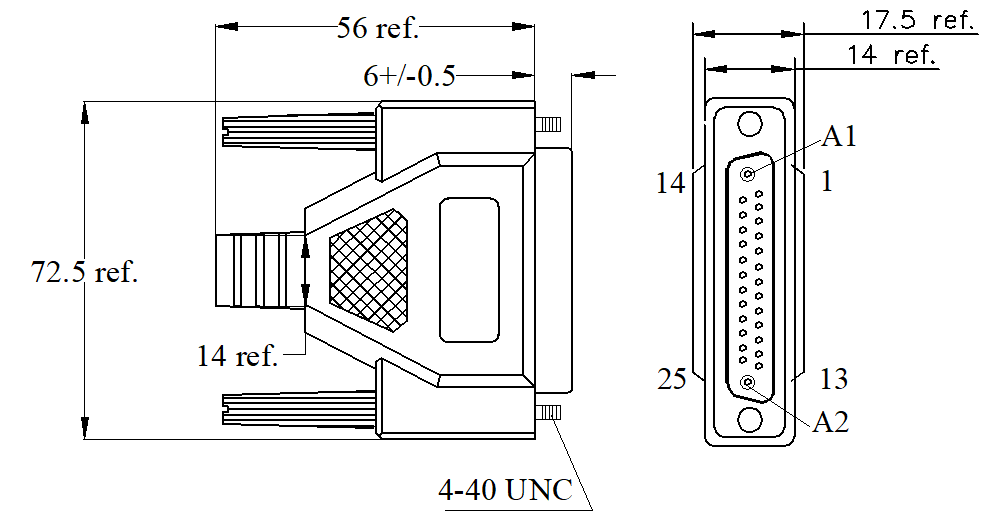 56 ref.
17.5 ref.
14 ref.
6+/-0.5
A1
14
1
72.5 ref.
14 ref.
25
13
A2
4-40 UNC